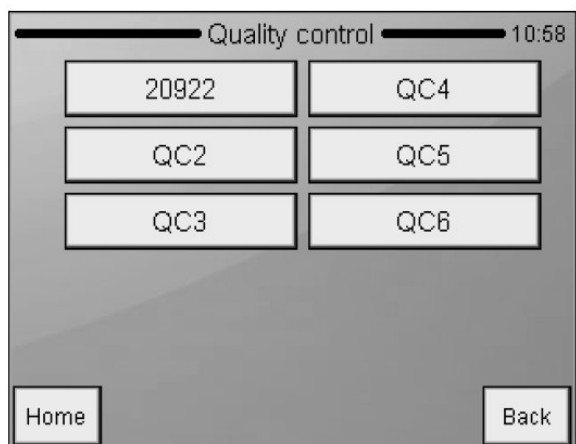 Quality control 10:58
20922 QC4
QC2 QC5
QC3 QC6
Home Back